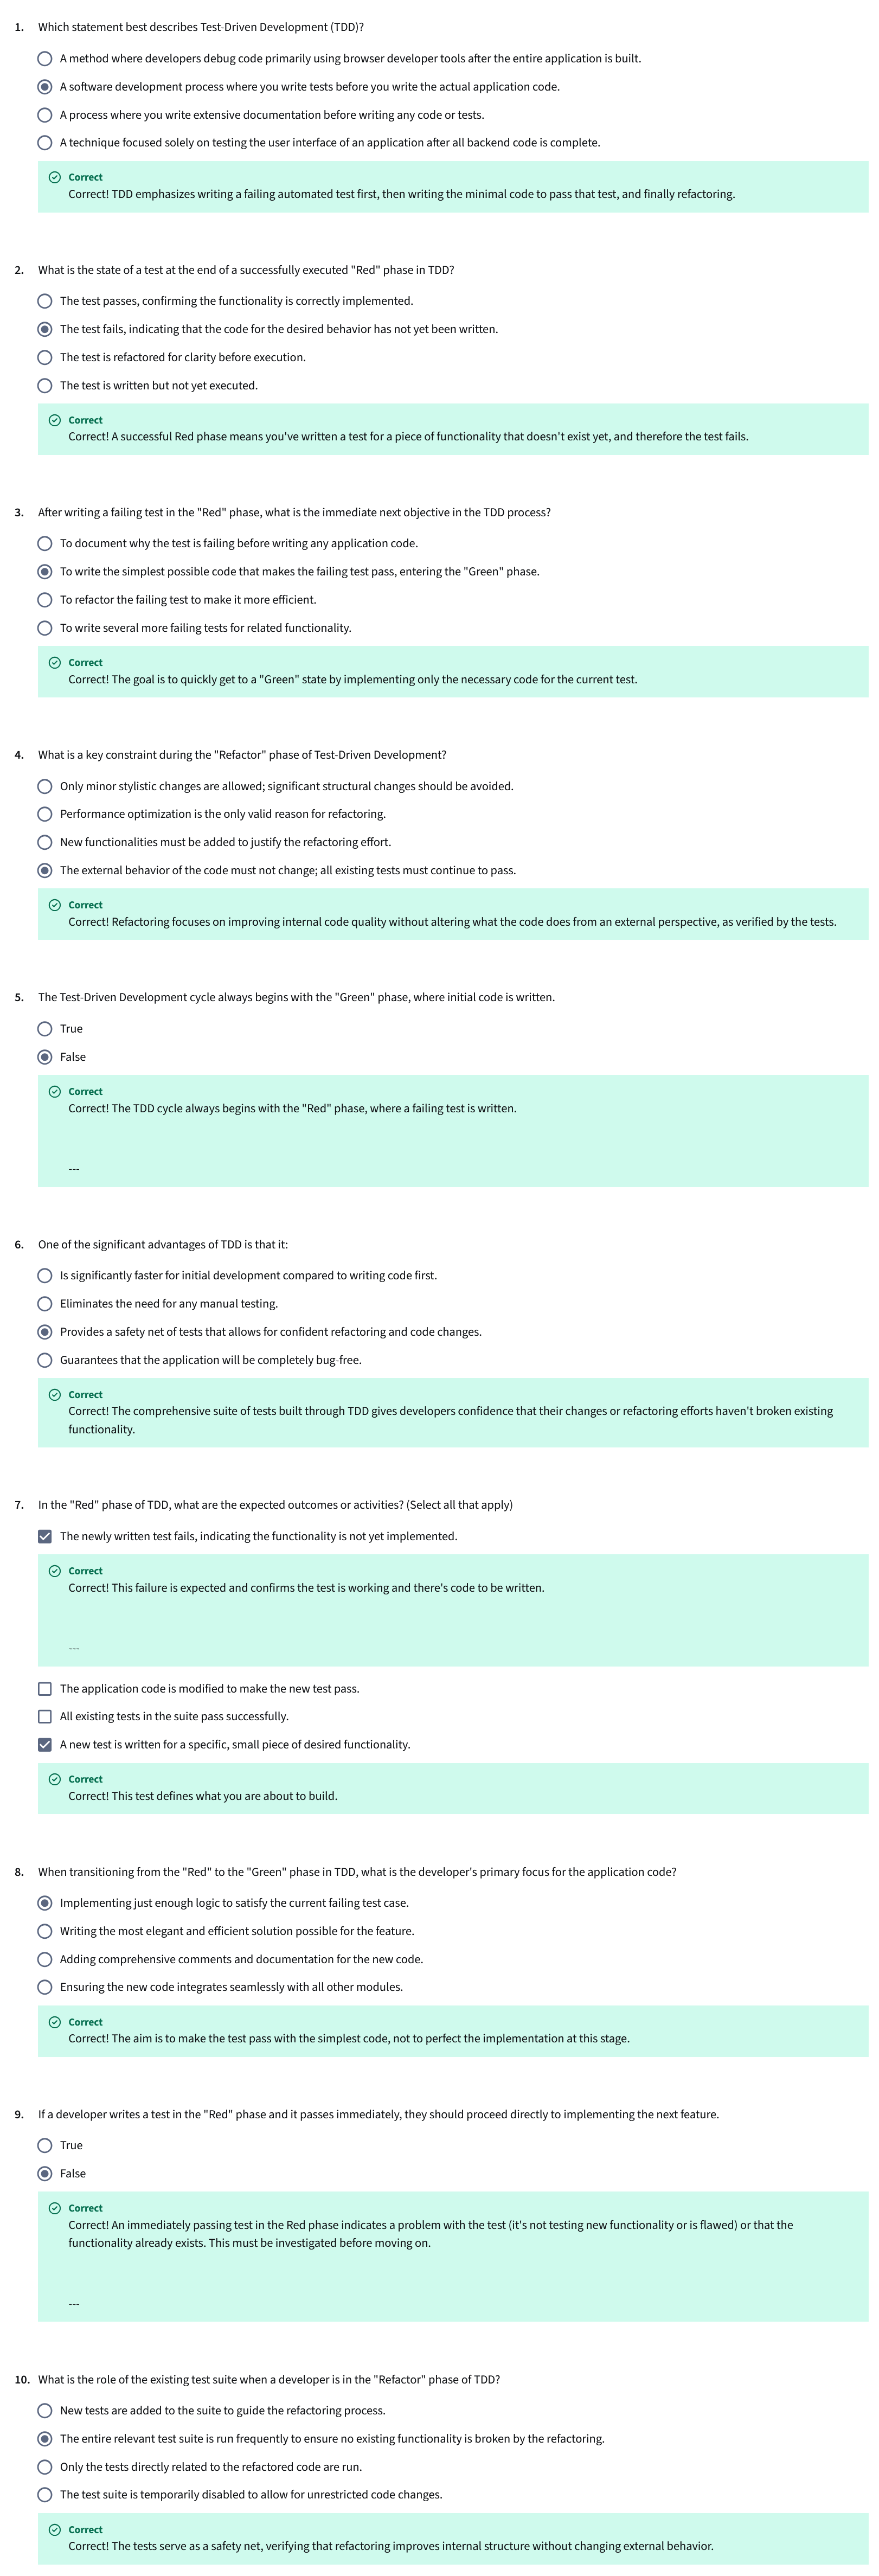 1. Which statement best describes Test-Driven Development (TDD)?
A method where developers debug code primarily using browser developer tools after the entire application is built.
A software development process where you write tests before you write the actual application code.
A process where you write extensive documentation before writing any code or tests.
A technique focused solely on testing the user interface of an application after all backend code is complete.
Correct
Correct! TDD emphasizes writing a failing automated test first, then writing the minimal code to pass that test, and finally refactoring.
2. What is the state of a test at the end of a successfully executed "Red" phase in TDD?
The test passes, confirming the functionality is correctly implemented.
The test fails, indicating that the code for the desired behavior has not yet been written.
The test is refactored for clarity before execution.
The test is written but not yet executed.
Correct
Correct! A successful Red phase means you've written a test for a piece of functionality that doesn't exist yet, and therefore the test fails.
3. After writing a failing test in the "Red" phase, what is the immediate next objective in the TDD process?
To document why the test is failing before writing any application code.
To write the simplest possible code that makes the failing test pass, entering the "Green" phase.
To refactor the failing test to make it more efficient.
To write several more failing tests for related functionality.
Correct
Correct! The goal is to quickly get to a "Green" state by implementing only the necessary code for the current test.
4. What is a key constraint during the "Refactor" phase of Test-Driven Development?
Only minor stylistic changes are allowed; significant structural changes should be avoided.
Performance optimization is the only valid reason for refactoring.
New functionalities must be added to justify the refactoring effort.
The external behavior of the code must not change; all existing tests must continue to pass.
Correct
Correct! Refactoring focuses on improving internal code quality without altering what the code does from an external perspective, as verified by the tests.
5. The Test-Driven Development cycle always begins with the "Green" phase, where initial code is written.
True
False
Correct
Correct! The TDD cycle always begins with the "Red" phase, where a failing test is written.
---
6. One of the significant advantages of TDD is that it:
Is significantly faster for initial development compared to writing code first.
Eliminates the need for any manual testing.
Provides a safety net of tests that allows for confident refactoring and code changes.
Guarantees that the application will be completely bug-free.
Correct
Correct! The comprehensive suite of tests built through TDD gives developers confidence that their changes or refactoring efforts haven't broken existing
functionality.
7. In the "Red" phase of TDD, what are the expected outcomes or activities? (Select all that apply)
The newly written test fails, indicating the functionality is not yet implemented.
Correct
Correct! This failure is expected and confirms the test is working and there's code to be written.
---
The application code is modified to make the new test pass.
All existing tests in the suite pass successfully.
A new test is written for a specific, small piece of desired functionality.
Correct
Correct! This test defines what you are about to build.
8. When transitioning from the "Red" to the "Green" phase in TDD, what is the developer's primary focus for the application code?
Implementing just enough logic to satisfy the current failing test case.
Writing the most elegant and efficient solution possible for the feature.
Adding comprehensive comments and documentation for the new code.
Ensuring the new code integrates seamlessly with all other modules.
Correct
Correct! The aim is to make the test pass with the simplest code, not to perfect the implementation at this stage.
9. If a developer writes a test in the "Red" phase and it passes immediately, they should proceed directly to implementing the next feature.
True
False
Correct
Correct! An immediately passing test in the Red phase indicates a problem with the test (it's not testing new functionality or is flawed) or that the
functionality already exists. This must be investigated before moving on.
---
10. What is the role of the existing test suite when a developer is in the "Refactor" phase of TDD?
New tests are added to the suite to guide the refactoring process.
The entire relevant test suite is run frequently to ensure no existing functionality is broken by the refactoring.
Only the tests directly related to the refactored code are run.
The test suite is temporarily disabled to allow for unrestricted code changes.
Correct
Correct! The tests serve as a safety net, verifying that refactoring improves internal structure without changing external behavior.